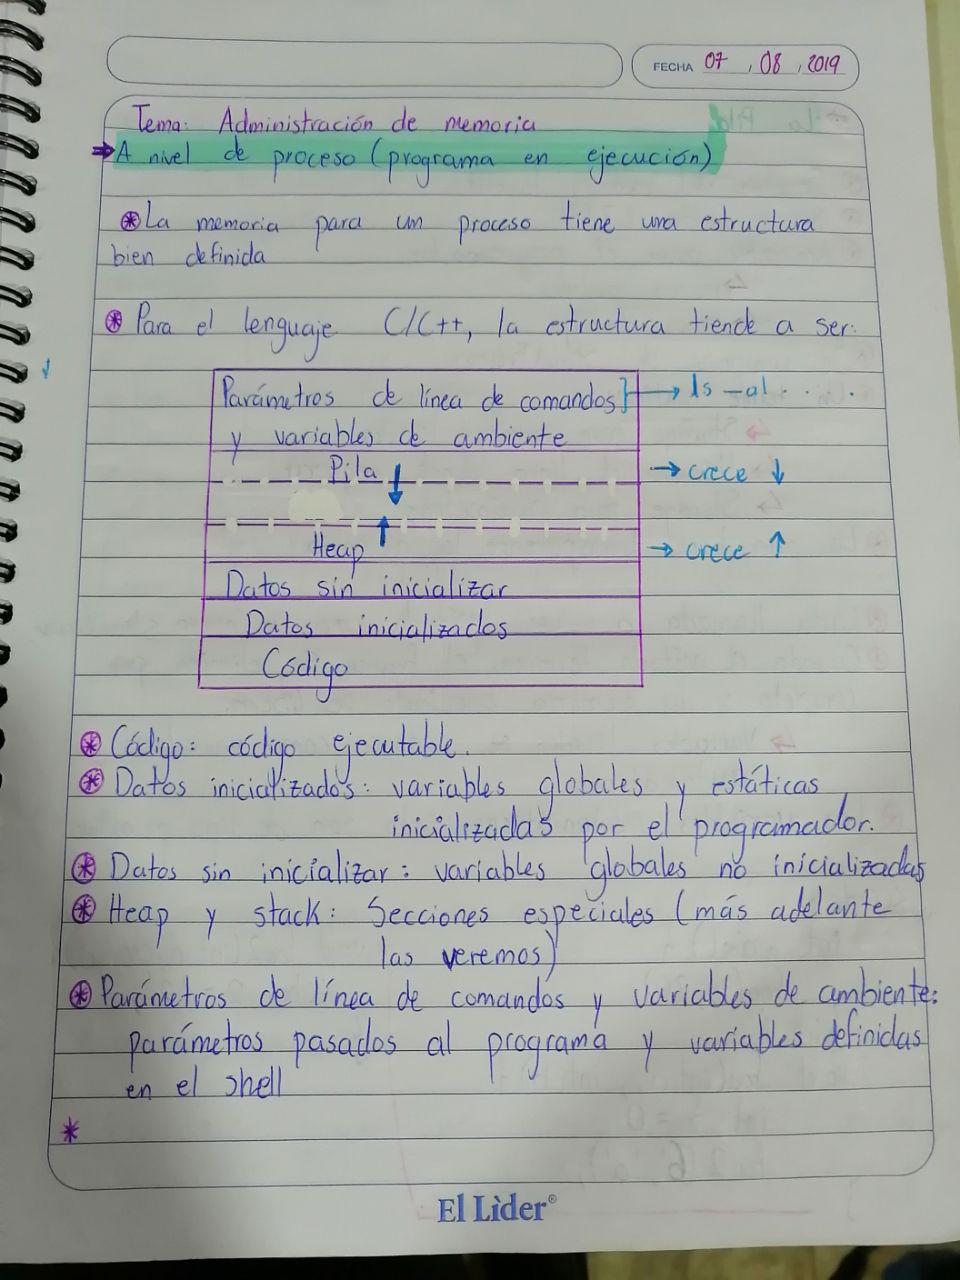 FECHA 07, 08, 2019
Tema: Administración de memoria
→ A nivel de proceso (programa en ejecución)
⊛ La memoria para un proceso tiene una estructura
bien definida
⊛ Para el lenguaje C/C++, la estructura tiende a ser:
Parámetros de línea de comandos} → ls -al . . .
y variables de ambiente
Pila ↓ → crece ↓
Heap ↑ → crece ↑
Datos sin inicializar
Datos inicializados
Código
⊛ Código: código ejecutable.
⊛ Datos inicializados: variables globales y estáticas
inicializadas por el programador.
⊛ Datos sin inicializar: variables globales no inicializadas
⊛ Heap y stack: Secciones especiales (más adelante
las veremos)
⊛ Parámetros de línea de comandos y variables de ambiente:
parámetros pasados al programa y variables definidas
en el shell
*
El Lìder®